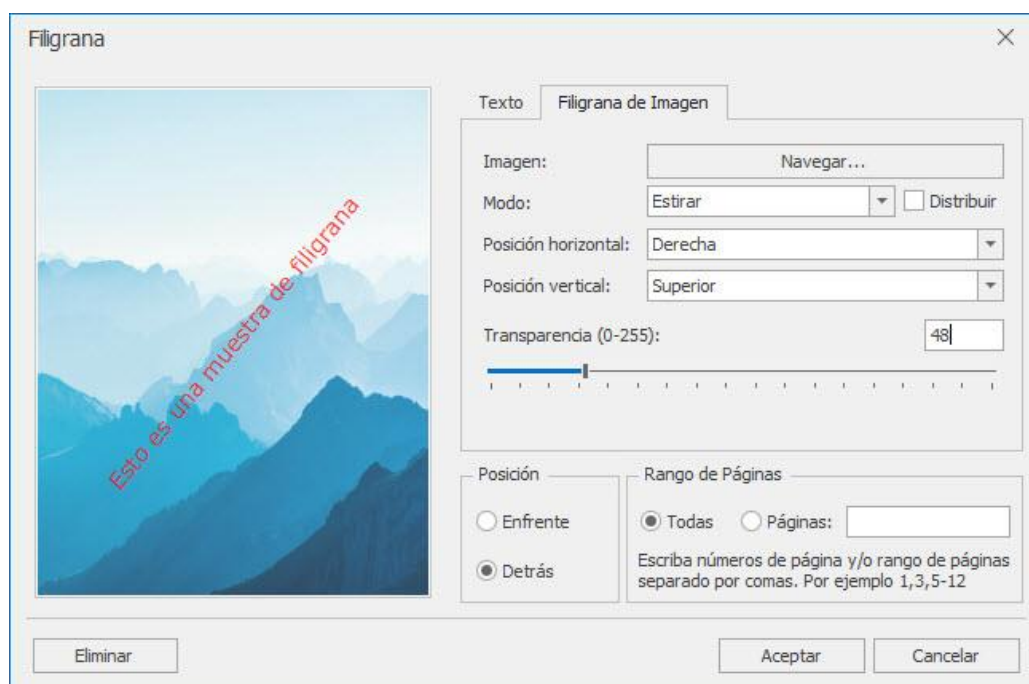 Filigrana
Esto es una muestra de filigrana
Texto
Filigrana de Imagen
Imagen:
Navegar...
Modo:
Estirar
Distribuir
Posición horizontal:
Derecha
Posición vertical:
Superior
Transparencia (0-255):
48
Posición
Enfrente
Detrás
Rango de Páginas
Todas
Páginas:
Escriba números de página y/o rango de páginas
separado por comas. Por ejemplo 1,3,5-12
Eliminar
Aceptar
Cancelar